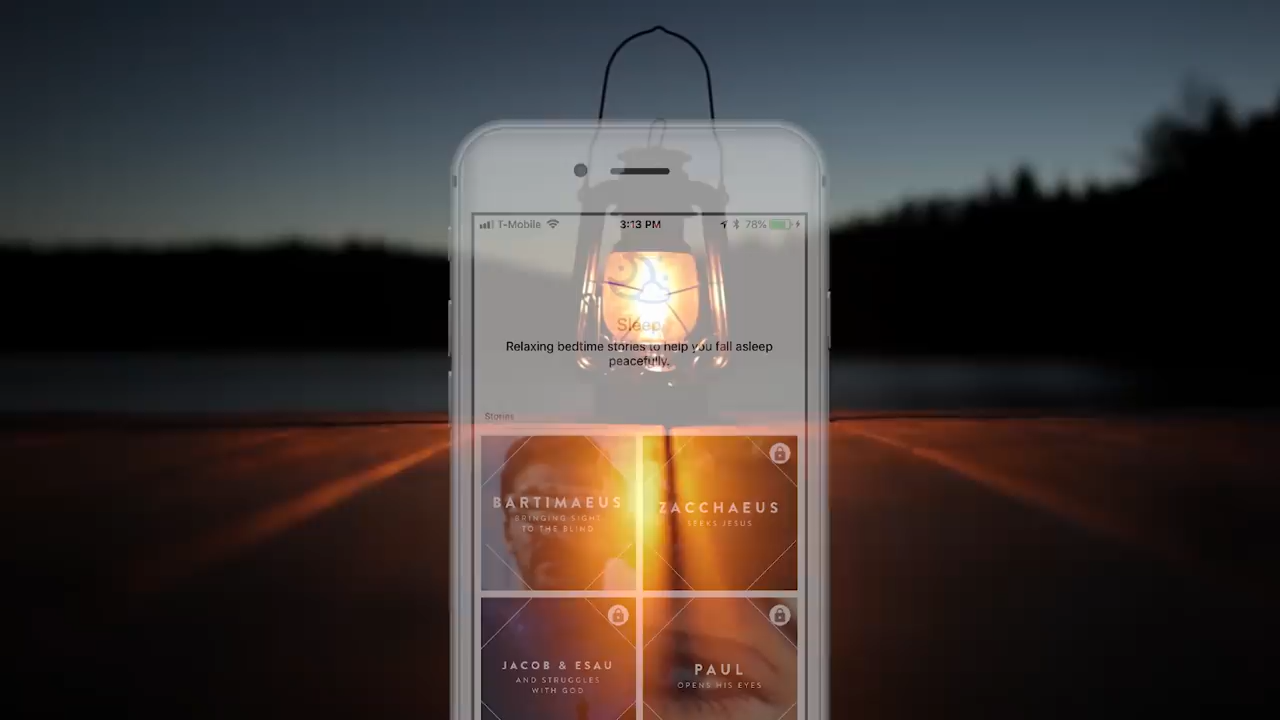 T-Mobile 3:13 PM 78%
Sleep
Relaxing bedtime stories to help you fall asleep
peacefully.
Stories
BARTIMAEUS
BRINGING SIGHT
TO THE BLIND
ZACCHAEUS
SEEKS JESUS
JACOB & ESAU
AND STRUGGLES
WITH GOD
PAUL
OPENS HIS EYES